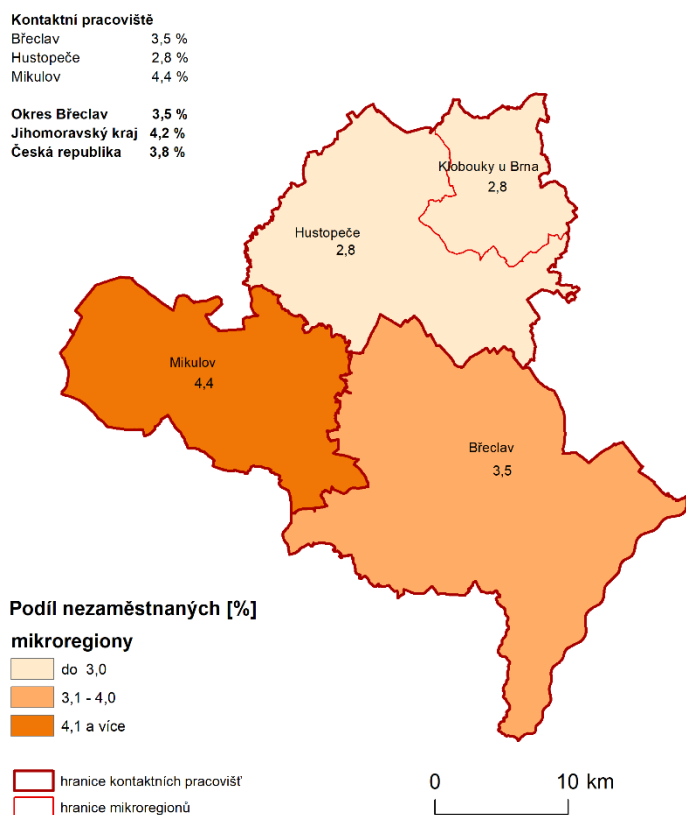 Kontaktní pracoviště
Břeclav 3,5 %
Hustopeče 2,8 %
Mikulov 4,4 %
Okres Břeclav 3,5 %
Jihomoravský kraj 4,2 %
Česká republika 3,8 %
Klobouky u Brna
2,8
Hustopeče
2,8
Mikulov
4,4
Břeclav
3,5
Podíl nezaměstnaných [%]
mikroregiony
do 3,0
3,1 - 4,0
4,1 a více
hranice kontaktních pracovišť
hranice mikroregionů
0 10 km